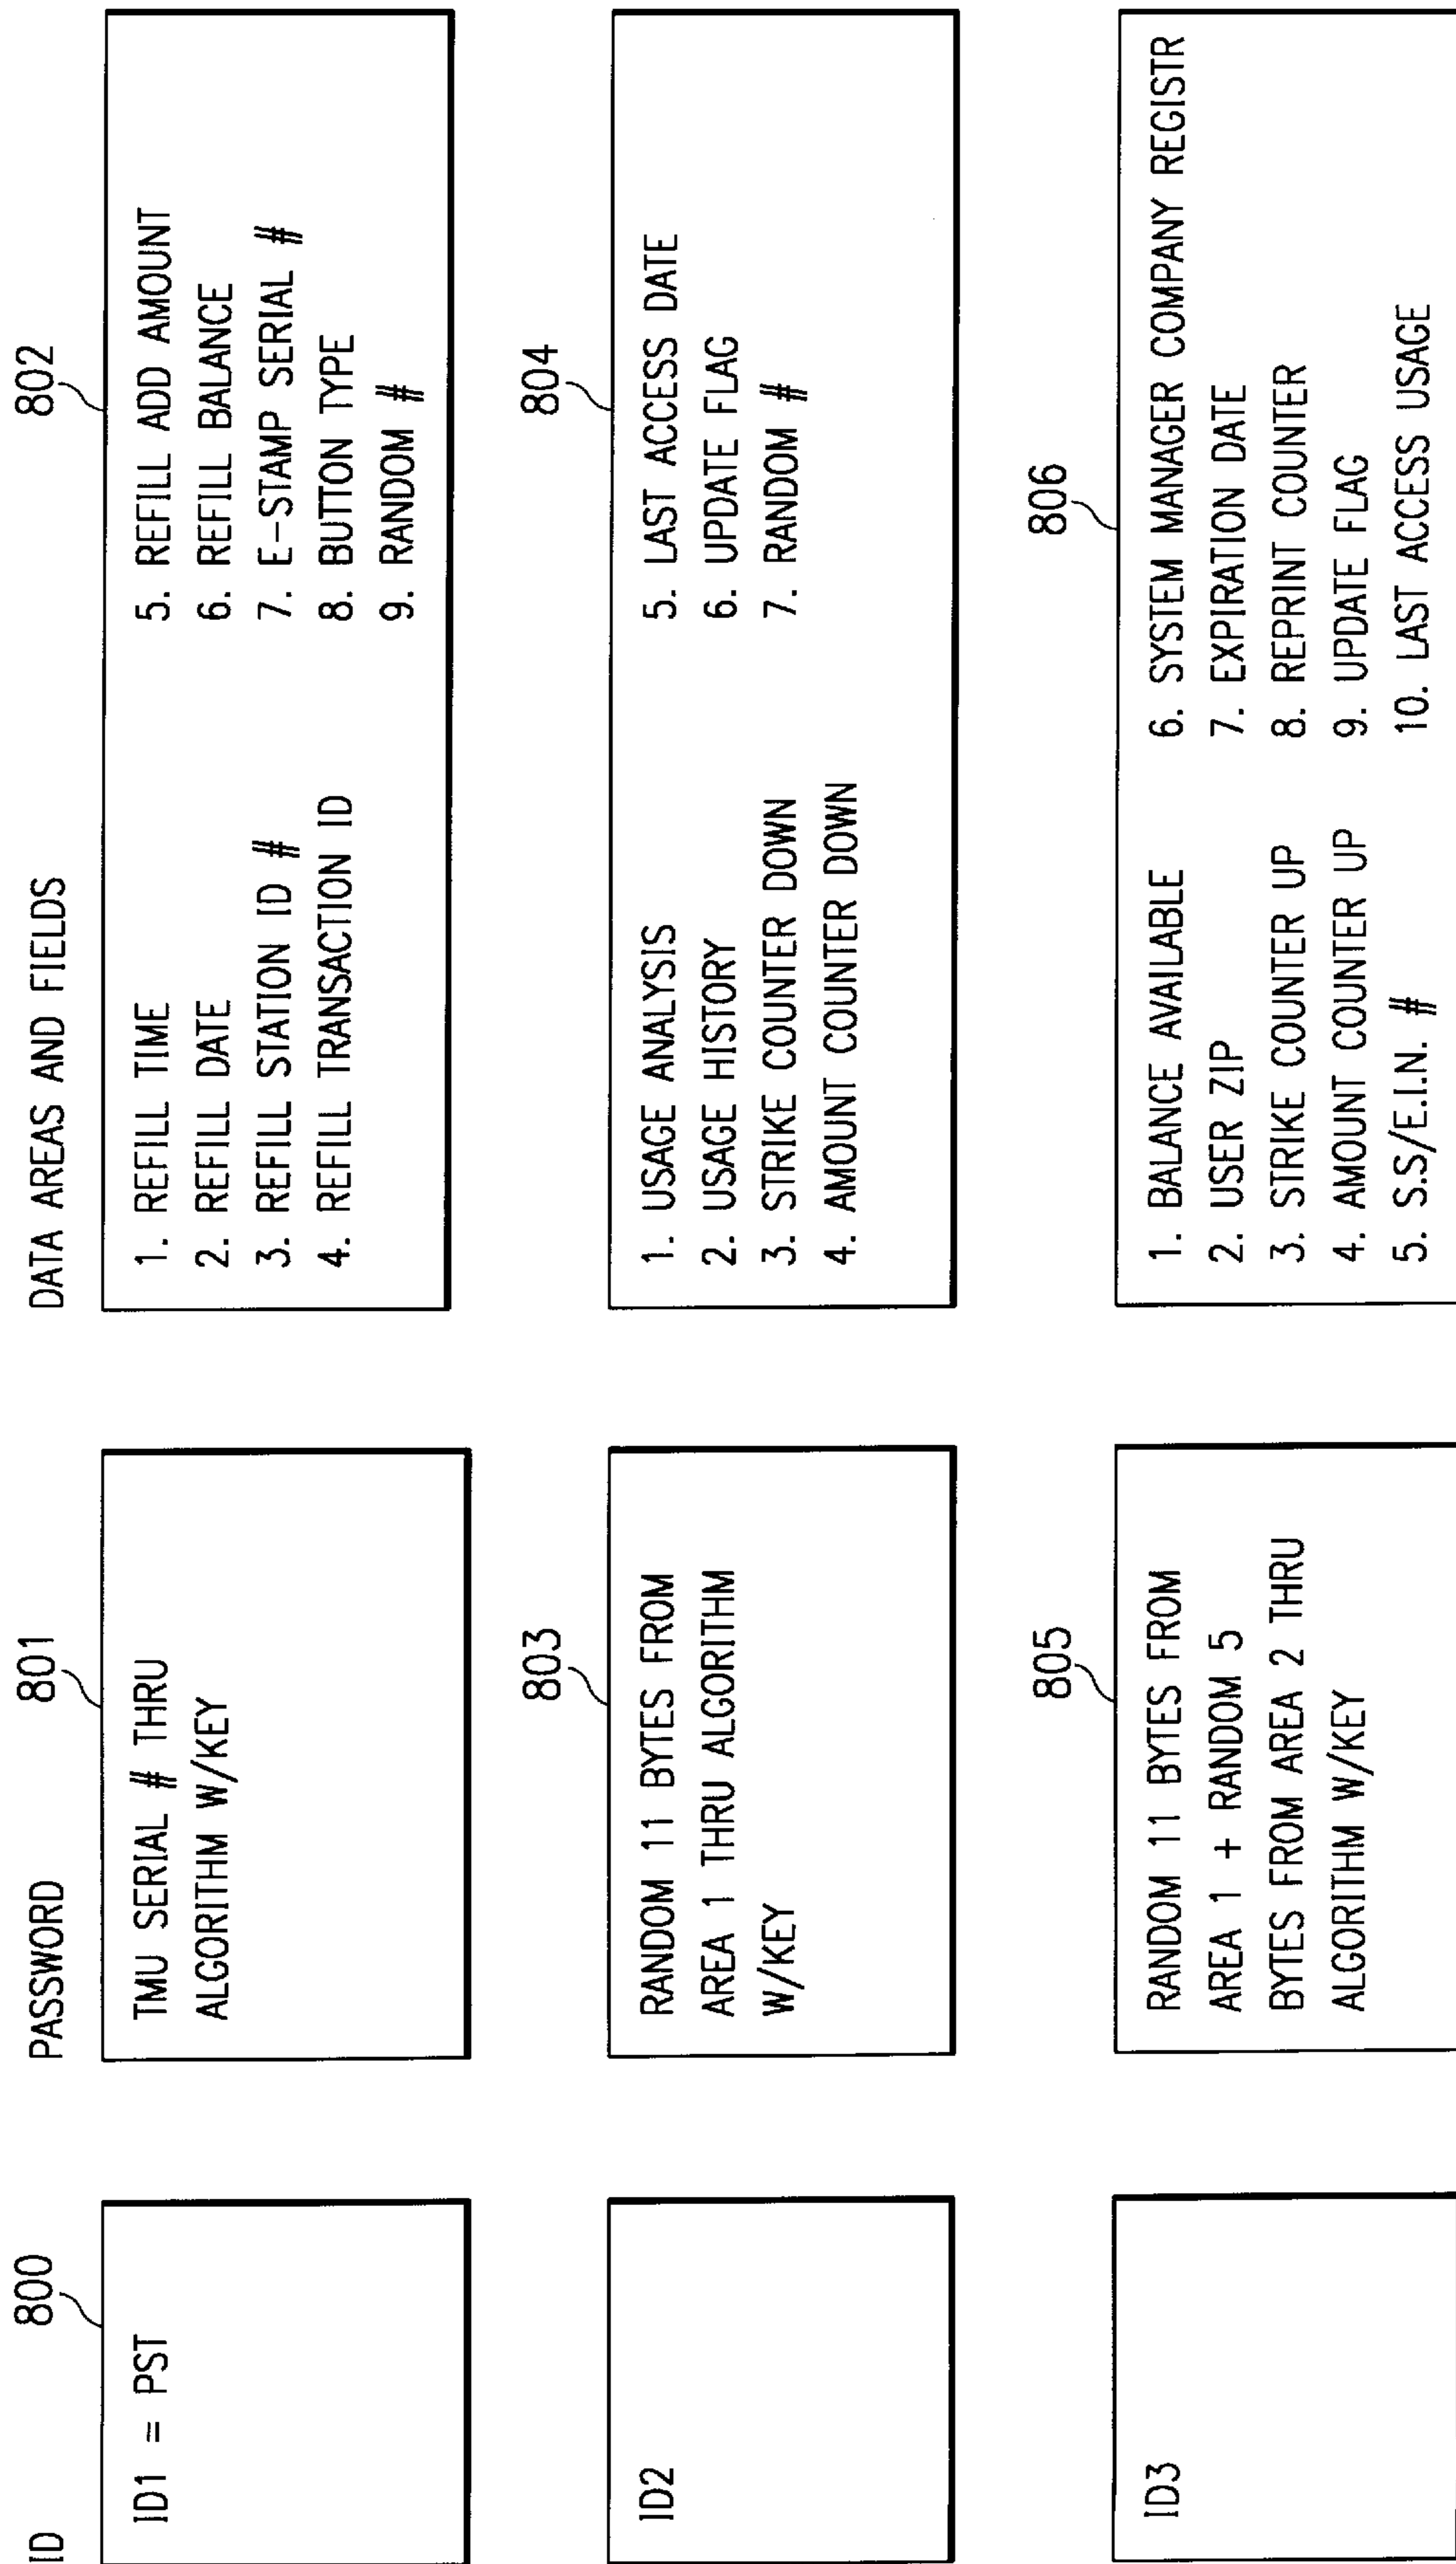 ID
PASSWORD
DATA AREAS AND FIELDS
800
801
802
ID1 = PST
TMU SERIAL # THRU
ALGORITHM W/KEY
1. REFILL TIME
2. REFILL DATE
3. REFILL STATION ID #
4. REFILL TRANSACTION ID
5. REFILL ADD AMOUNT
6. REFILL BALANCE
7. E-STAMP SERIAL #
8. BUTTON TYPE
9. RANDOM #
803
804
ID2
RANDOM 11 BYTES FROM
AREA 1 THRU ALGORITHM
W/KEY
1. USAGE ANALYSIS
2. USAGE HISTORY
3. STRIKE COUNTER DOWN
4. AMOUNT COUNTER DOWN
5. LAST ACCESS DATE
6. UPDATE FLAG
7. RANDOM #
805
806
ID3
RANDOM 11 BYTES FROM
AREA 1 + RANDOM 5
BYTES FROM AREA 2 THRU
ALGORITHM W/KEY
1. BALANCE AVAILABLE
2. USER ZIP
3. STRIKE COUNTER UP
4. AMOUNT COUNTER UP
5. S.S/E.I.N. #
6. SYSTEM MANAGER COMPANY REGISTR
7. EXPIRATION DATE
8. REPRINT COUNTER
9. UPDATE FLAG
10. LAST ACCESS USAGE